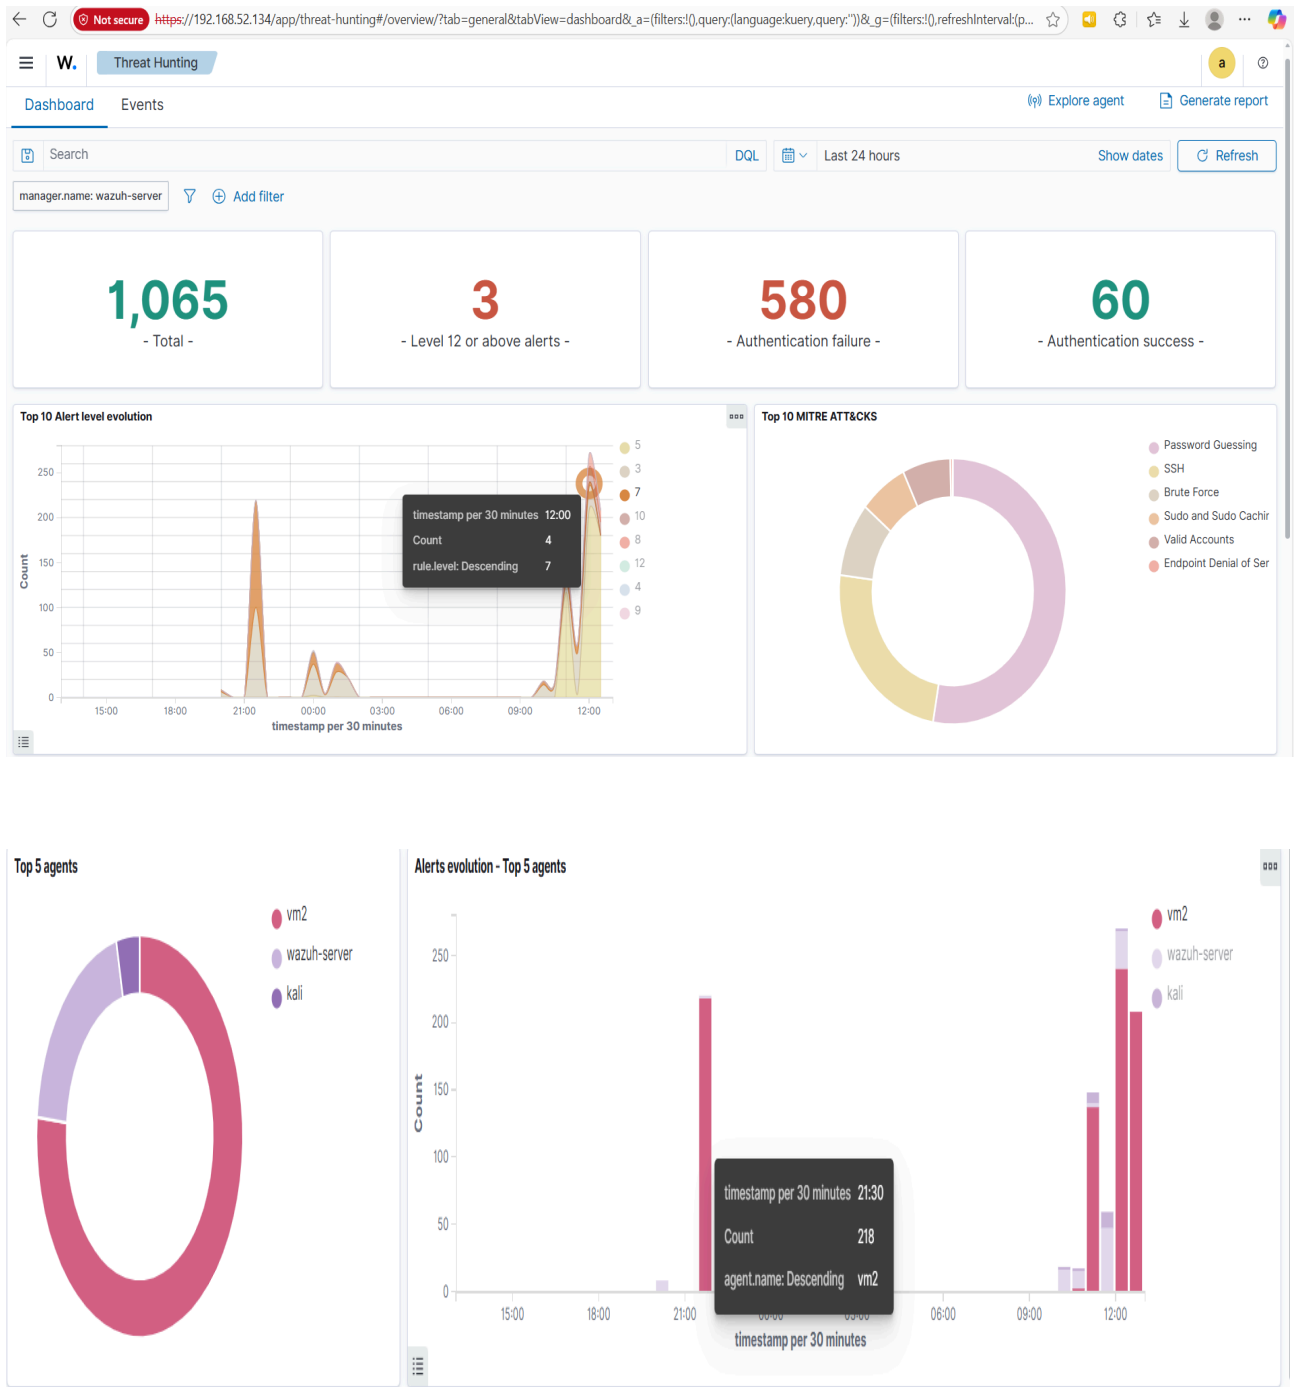 Not secure https://192.168.52.134/app/threat-hunting#/overview/?tab=general&tabView=dashboard&_a=(filters:!(),query:(language:kuery,query:''))&_g=(filters:!(),refreshInterval:(p...
W. Threat Hunting a
Dashboard Events Explore agent Generate report
Search DQL Last 24 hours Show dates Refresh
manager.name: wazuh-server Add filter
1,065
- Total -
3
- Level 12 or above alerts -
580
- Authentication failure -
60
- Authentication success -
Top 10 Alert level evolution
250
200
150
100
50
0
Count
15:00 18:00 21:00 00:00 03:00 06:00 09:00 12:00
timestamp per 30 minutes
timestamp per 30 minutes 12:00
Count 4
rule.level: Descending 7
5
3
7
10
8
12
4
9
Top 10 MITRE ATT&CKS
Password Guessing
SSH
Brute Force
Sudo and Sudo Cachir
Valid Accounts
Endpoint Denial of Ser
Top 5 agents
vm2
wazuh-server
kali
Alerts evolution - Top 5 agents
250
200
150
100
50
0
Count
15:00 18:00 21:00 00:00 03:00 06:00 09:00 12:00
timestamp per 30 minutes
timestamp per 30 minutes 21:30
Count 218
agent.name: Descending vm2
vm2
wazuh-server
kali